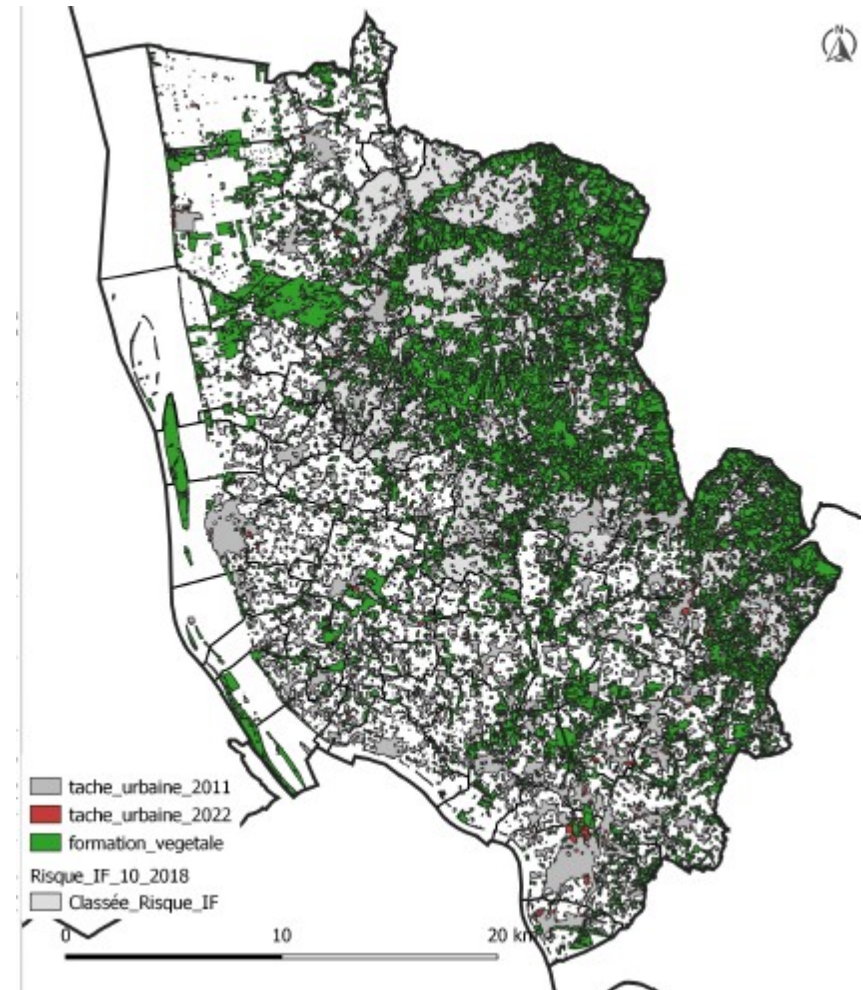 N
tache_urbaine_2011
tache_urbaine_2022
formation_vegetale
Risque_IF_10_2018
Classée_Risque_IF
0 10 20 km